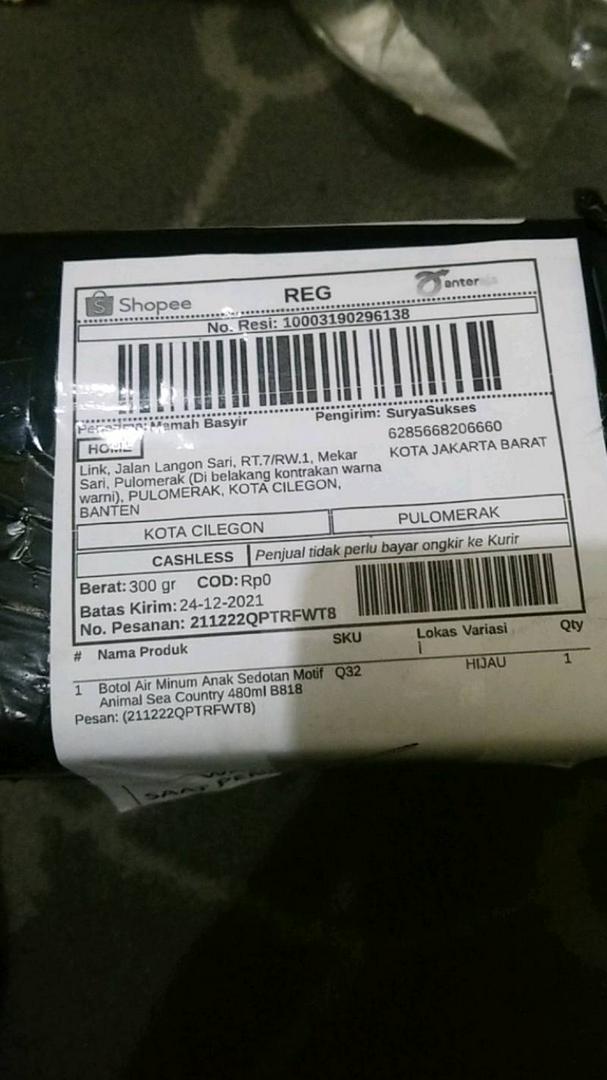 Shopee
REG
anteraja
No. Resi: 10003190296138
Penerima: Mamah Basyir
Pengirim: SuryaSukses
HOME
6285668206660
KOTA JAKARTA BARAT
Link, Jalan Langon Sari, RT.7/RW.1, Mekar
Sari, Pulomerak (Di belakang kontrakan warna
warni), PULOMERAK, KOTA CILEGON,
BANTEN
KOTA CILEGON
PULOMERAK
CASHLESS
Penjual tidak perlu bayar ongkir ke Kurir
Berat: 300 gr COD: Rp0
Batas Kirim: 24-12-2021
No. Pesanan: 211222QPTRFWT8
# Nama Produk SKU Lokas Variasi Qty
i
1 Botol Air Minum Anak Sedotan Motif Q32 HIJAU 1
Animal Sea Country 480ml B818
Pesan: (211222QPTRFWT8)
SAAT